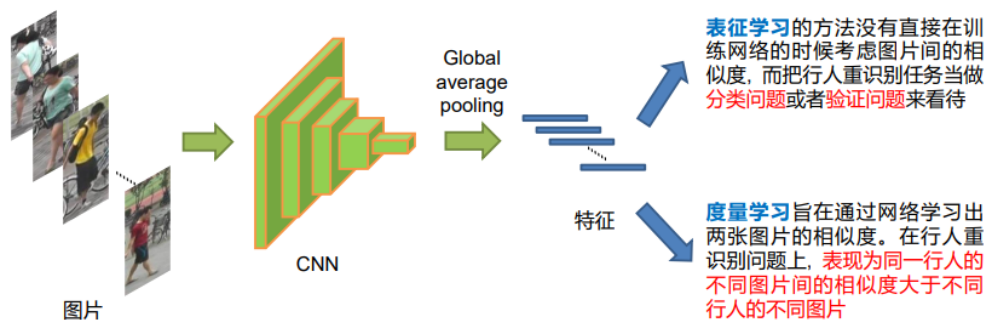 图片
CNN
Global
average
pooling
特征
表征学习的方法没有直接在训
练网络的时候考虑图片间的相
似度, 而把行人重识别任务当做
分类问题或者验证问题来看待
度量学习旨在通过网络学习出
两张图片的相似度。在行人重
识别问题上, 表现为同一行人的
不同图片间的相似度大于不同
行人的不同图片